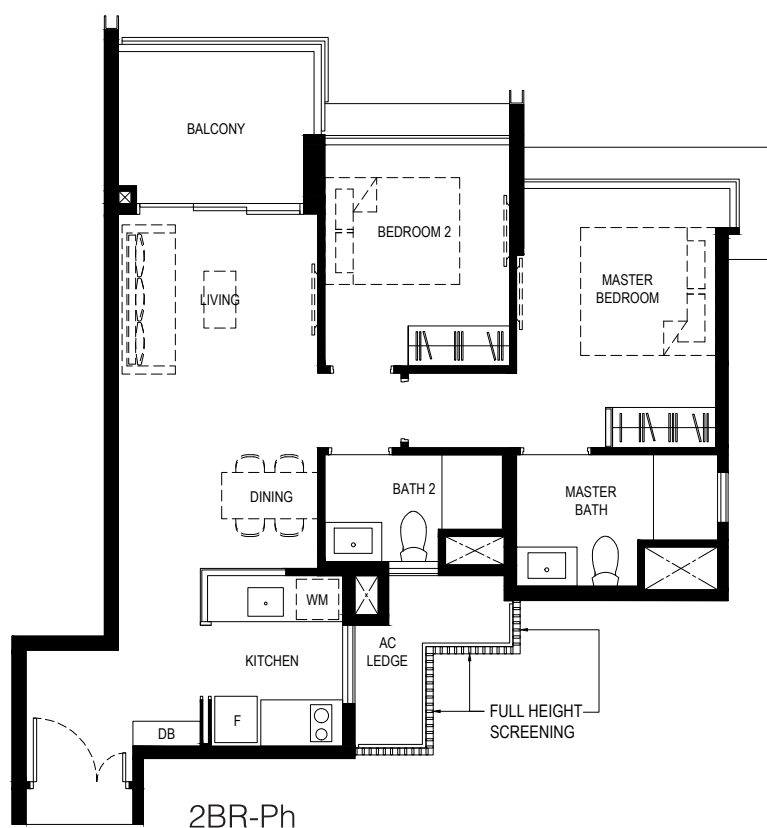 BALCONY
BEDROOM 2
MASTER
BEDROOM
LIVING
DINING
BATH 2
MASTER
BATH
WM
AC
LEDGE
KITCHEN
F
DB
FULL HEIGHT
SCREENING
2BR-Ph